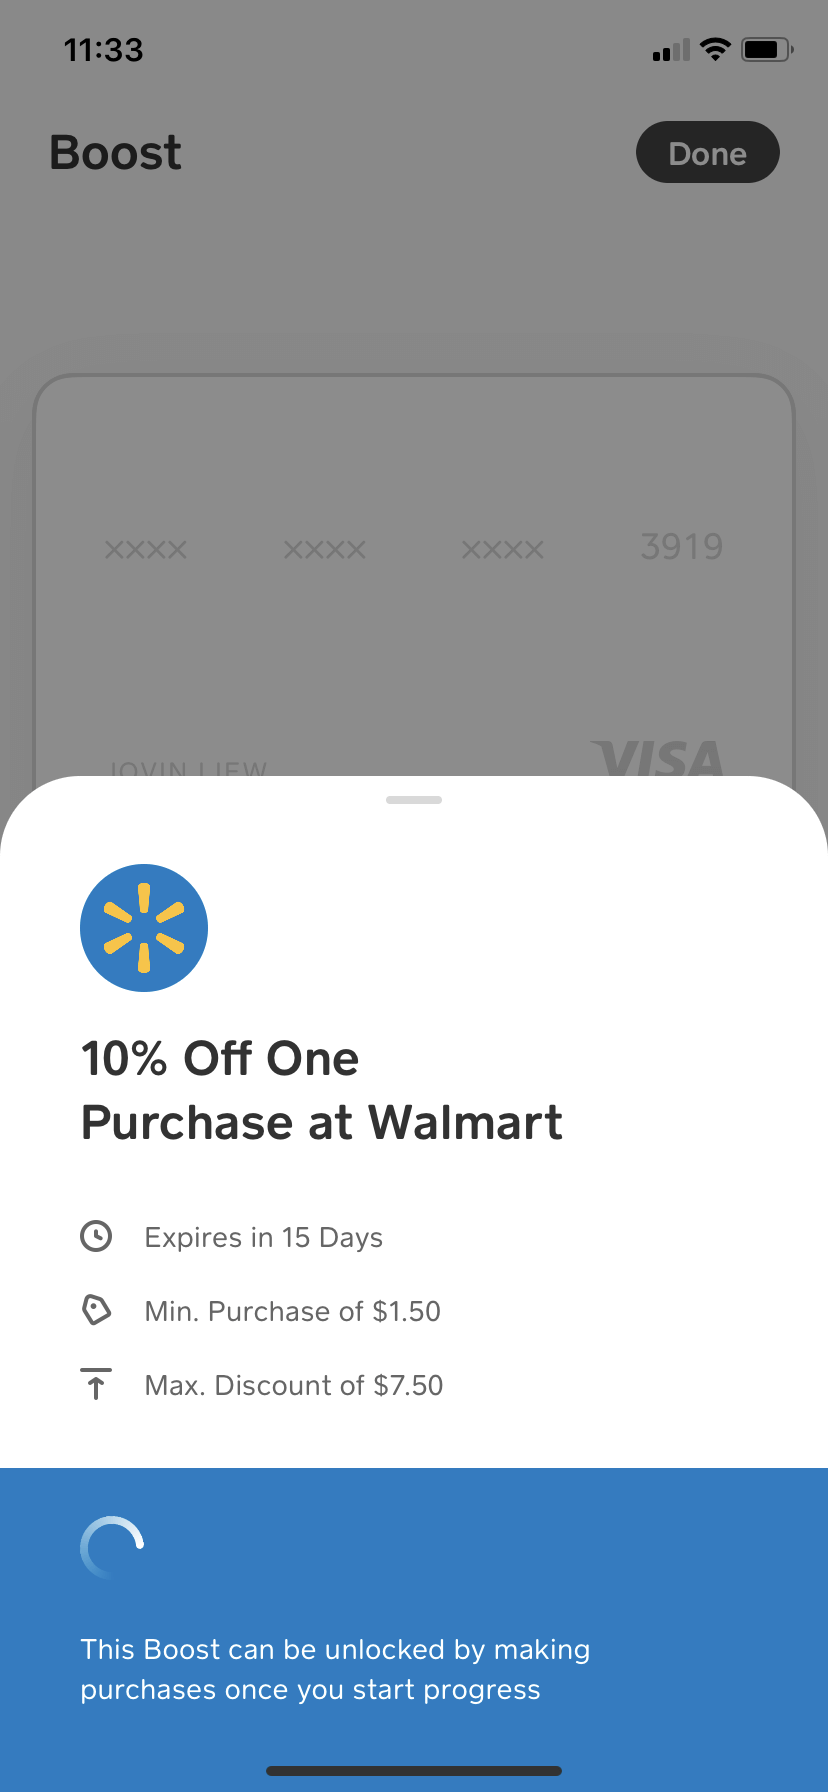 11:33
Boost
Done
xxxx xxxx xxxx 3919
JOVIN LIEW
VISA
10% Off One
Purchase at Walmart
Expires in 15 Days
Min. Purchase of $1.50
Max. Discount of $7.50
This Boost can be unlocked by making
purchases once you start progress